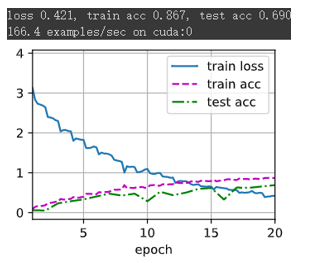 loss 0.421, train acc 0.867, test acc 0.690
166.4 examples/sec on cuda:0
4
train loss
train acc
test acc
3
2
1
0
5
10
15
20
epoch